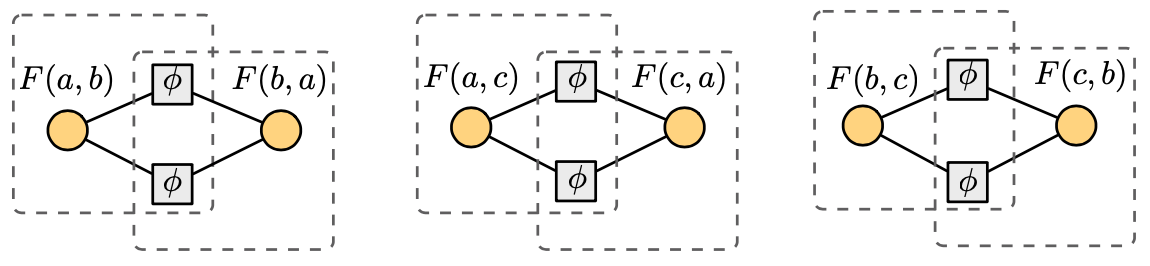 F(a, b) ϕ F(b, a)
ϕ
F(a, c) ϕ F(c, a)
ϕ
F(b, c) ϕ F(c, b)
ϕ